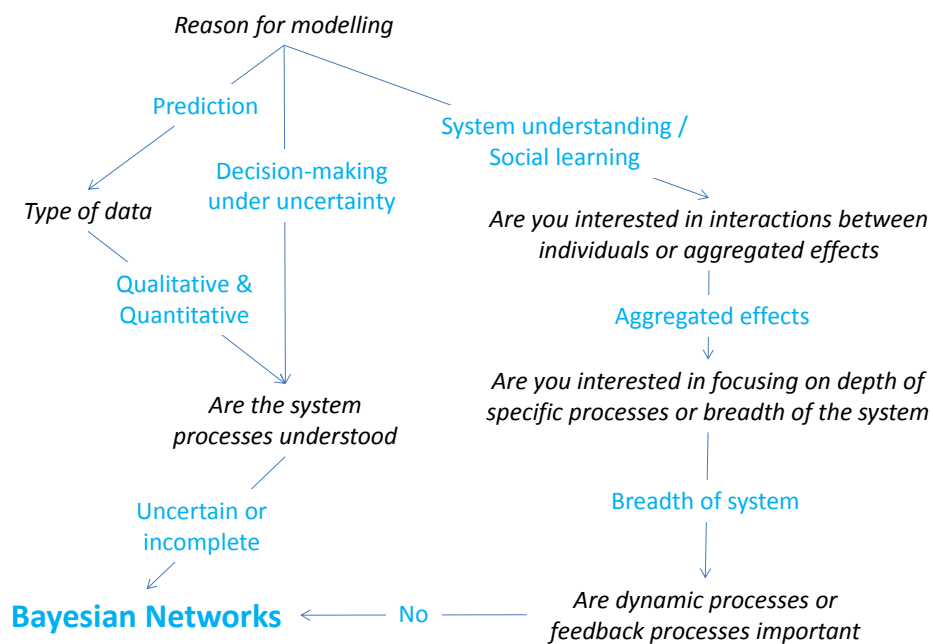 Reason for modelling
Prediction
System understanding /
Social learning
Decision-making
under uncertainty
Type of data
Are you interested in interactions between
individuals or aggregated effects
Qualitative &
Quantitative
Aggregated effects
Are you interested in focusing on depth of
specific processes or breadth of the system
Are the system
processes understood
Uncertain or
incomplete
Breadth of system
Bayesian Networks
No
Are dynamic processes or
feedback processes important